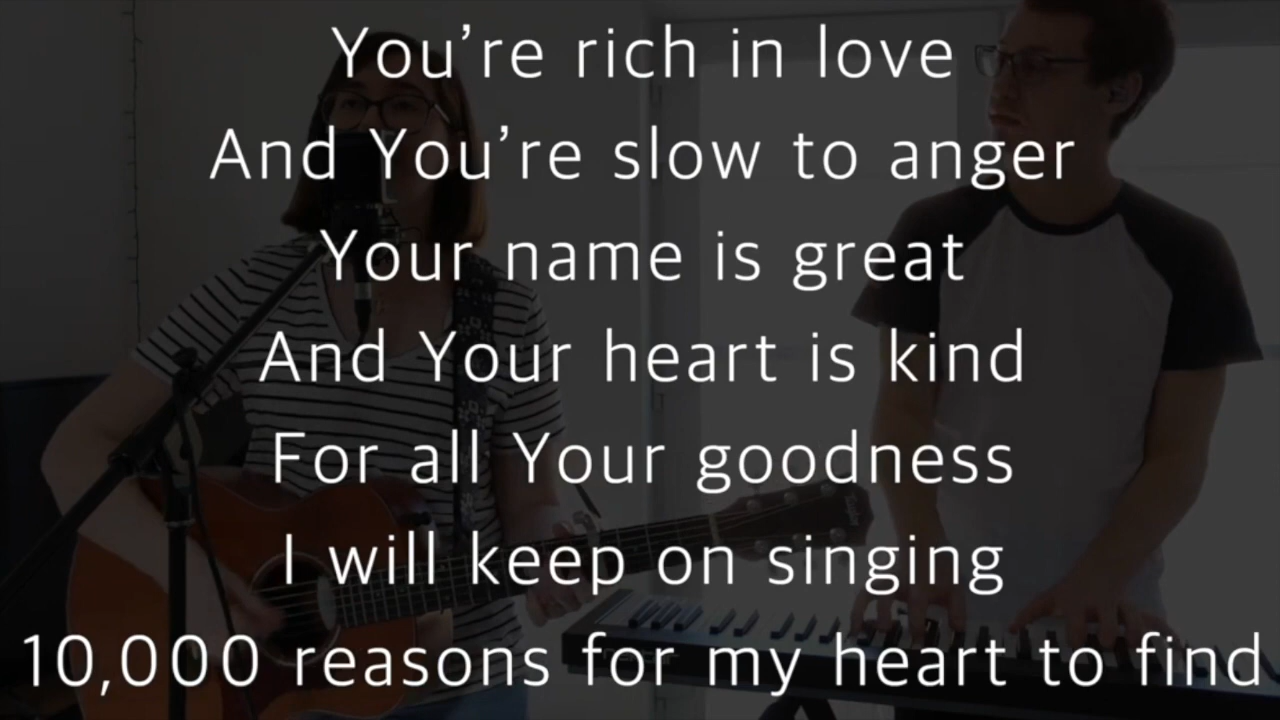 You’re rich in love
And You’re slow to anger
Your name is great
And Your heart is kind
For all Your goodness
I will keep on singing
10,000 reasons for my heart to find